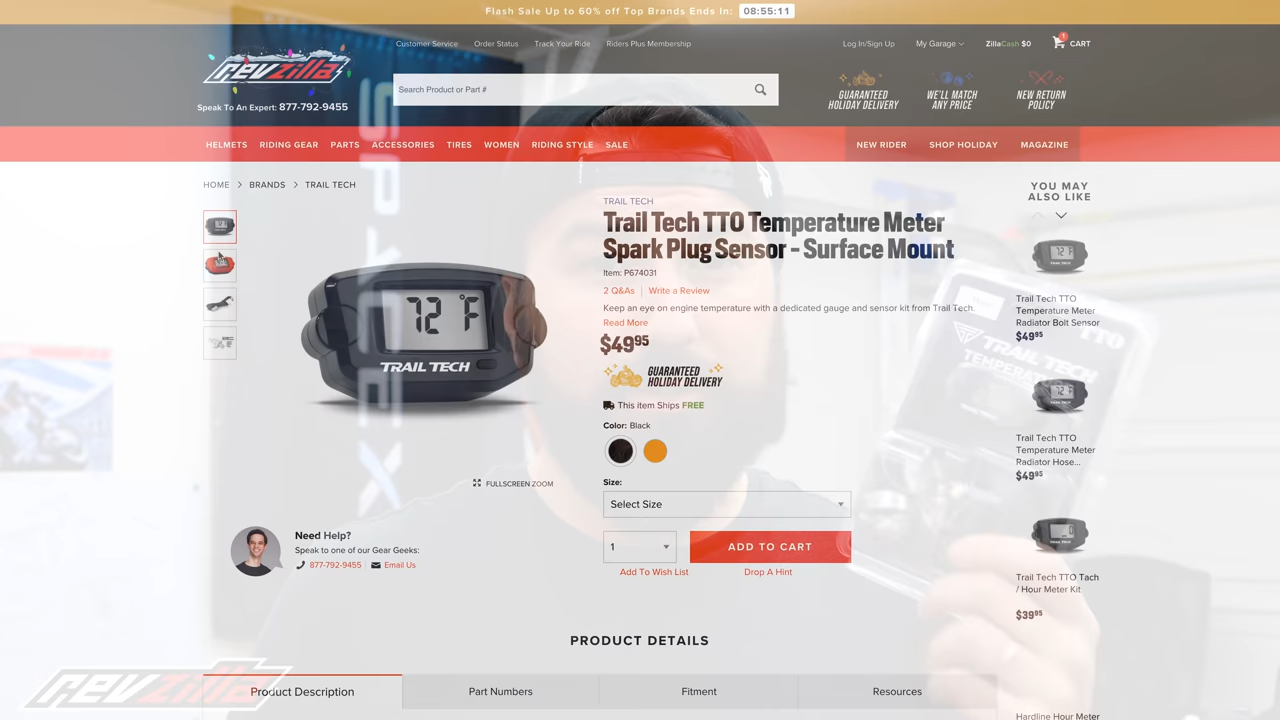 Flash Sale Up to 60% off Top Brands Ends In: 08:55:11
Customer Service Order Status Track Your Ride Riders Plus Membership Log In/Sign Up My Garage ZillaCash $0 1 CART
RevZilla
Search Product or Part #
GUARANTEED HOLIDAY DELIVERY
WE'LL MATCH ANY PRICE
NEW RETURN POLICY
Speak To An Expert: 877-792-9455
HELMETS RIDING GEAR PARTS ACCESSORIES TIRES WOMEN RIDING STYLE SALE NEW RIDER SHOP HOLIDAY MAGAZINE
HOME > BRANDS > TRAIL TECH
TRAIL TECH
Trail Tech TTO Temperature Meter
Spark Plug Sensor - Surface Mount
Item: P674031
2 Q&As | Write a Review
Keep an eye on engine temperature with a dedicated gauge and sensor kit from Trail Tech.
Read More
$49.95
GUARANTEED
HOLIDAY DELIVERY
This item Ships FREE
Color: Black
Size:
Select Size
1
ADD TO CART
Add To Wish List Drop A Hint
72 °F
TRAIL TECH
FULLSCREEN ZOOM
Need Help?
Speak to one of our Gear Geeks:
877-792-9455 | Email Us
YOU MAY
ALSO LIKE
Trail Tech TTO
Temperature Meter
Radiator Bolt Sensor
$49.95
Trail Tech TTO
Temperature Meter
Radiator Hose...
$49.95
Trail Tech TTO Tach
/ Hour Meter Kit
$39.95
Hardline Hour Meter
PRODUCT DETAILS
Product Description Part Numbers Fitment Resources
RevZilla